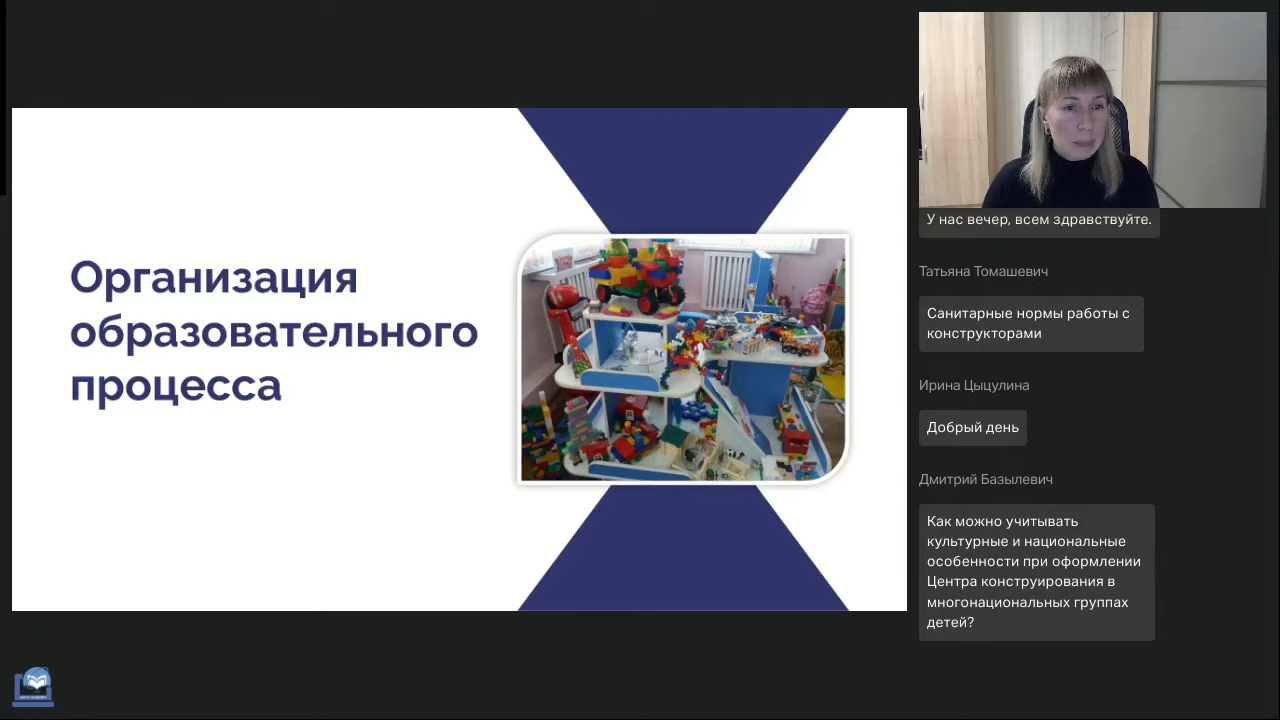 Организация
образовательного
процесса
У нас вечер, всем здравствуйте.
Татьяна Томашевич
Санитарные нормы работы с
конструкторами
Ирина Цыцулина
Добрый день
Дмитрий Базылевич
Как можно учитывать
культурные и национальные
особенности при оформлении
Центра конструирования в
многонациональных группах
детей?